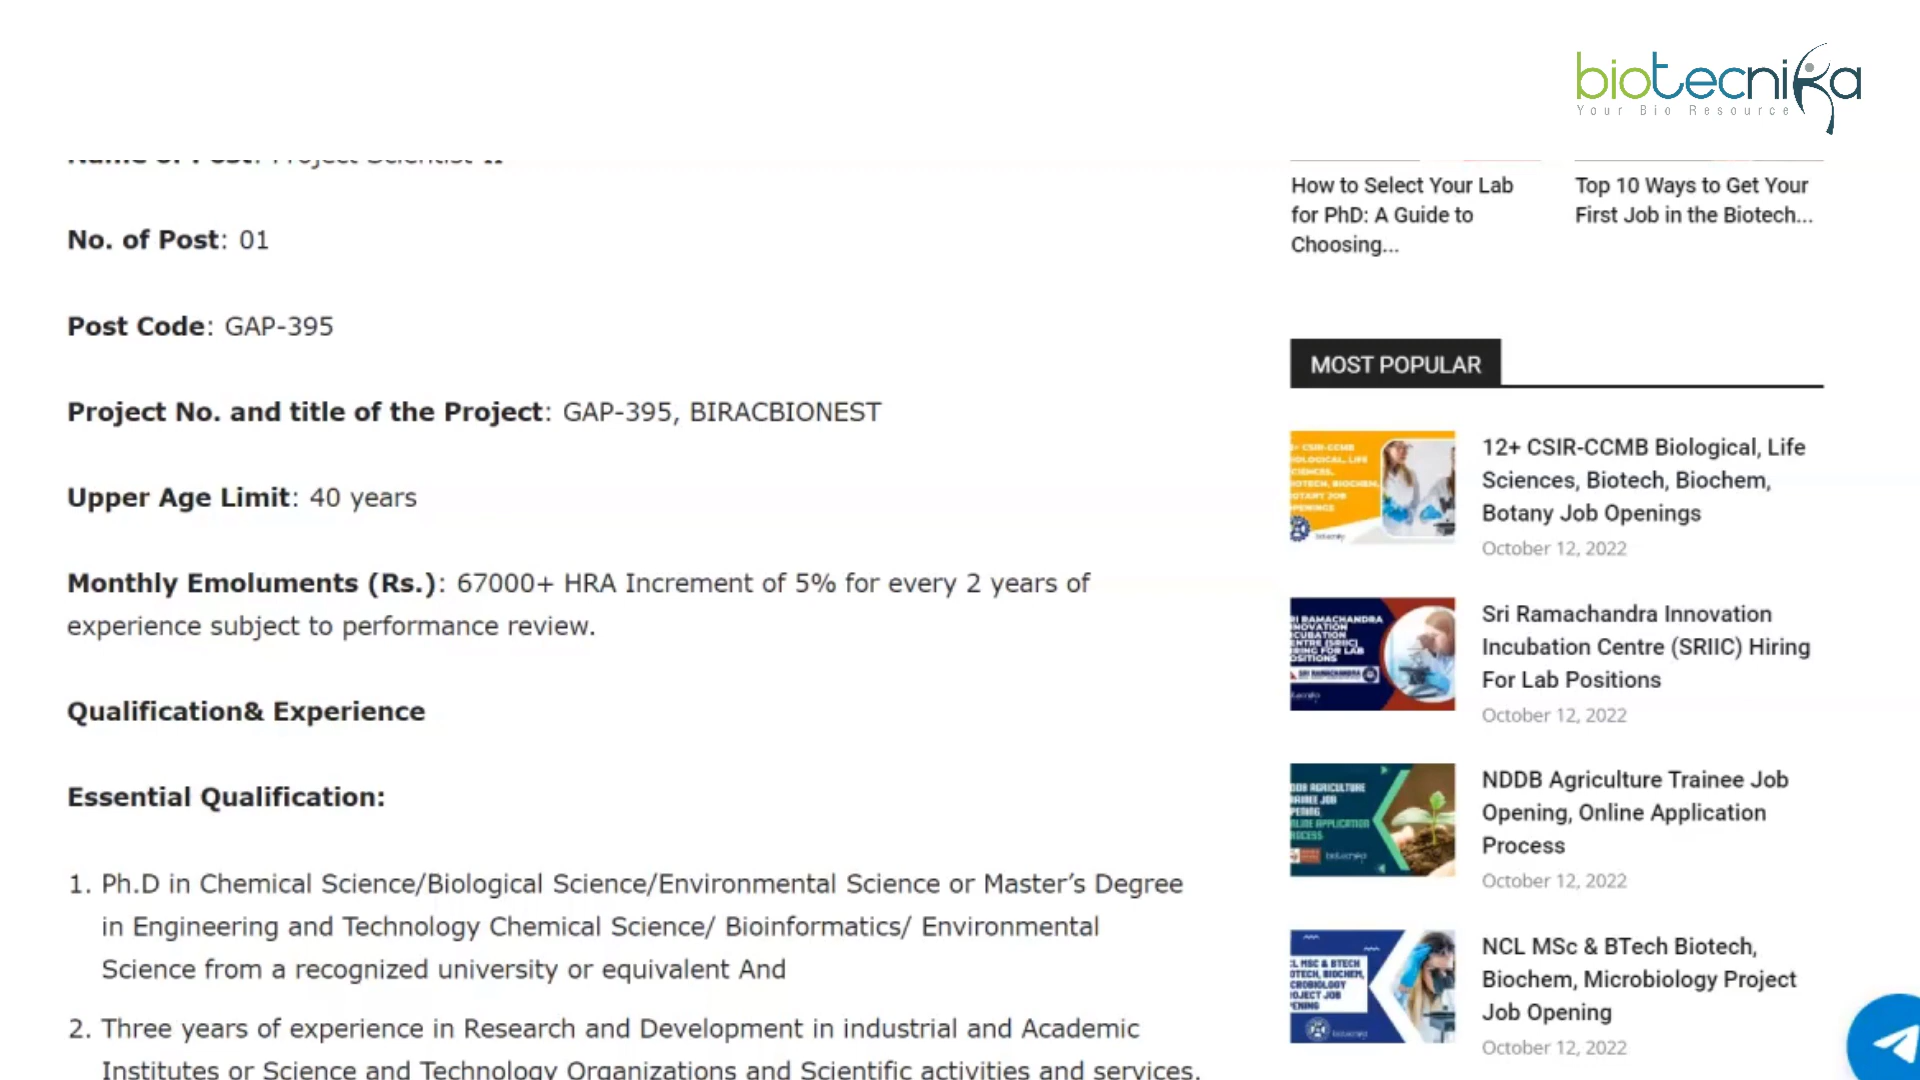 biotecnika
Your Bio Resource
Name of Post: Project Scientist-II
No. of Post: 01
Post Code: GAP-395
Project No. and title of the Project: GAP-395, BIRACBIONEST
Upper Age Limit: 40 years
Monthly Emoluments (Rs.): 67000+ HRA Increment of 5% for every 2 years of
experience subject to performance review.
Qualification& Experience
Essential Qualification:
1. Ph.D in Chemical Science/Biological Science/Environmental Science or Master’s Degree
in Engineering and Technology Chemical Science/ Bioinformatics/ Environmental
Science from a recognized university or equivalent And
2. Three years of experience in Research and Development in industrial and Academic
Institutes or Science and Technology Organizations and Scientific activities and services.
How to Select Your Lab
for PhD: A Guide to
Choosing...
Top 10 Ways to Get Your
First Job in the Biotech...
MOST POPULAR
12+ CSIR-CCMB Biological, Life
Sciences, Biotech, Biochem,
Botany Job Openings
October 12, 2022
Sri Ramachandra Innovation
Incubation Centre (SRIIC) Hiring
For Lab Positions
October 12, 2022
NDDB Agriculture Trainee Job
Opening, Online Application
Process
October 12, 2022
NCL MSc & BTech Biotech,
Biochem, Microbiology Project
Job Opening
October 12, 2022